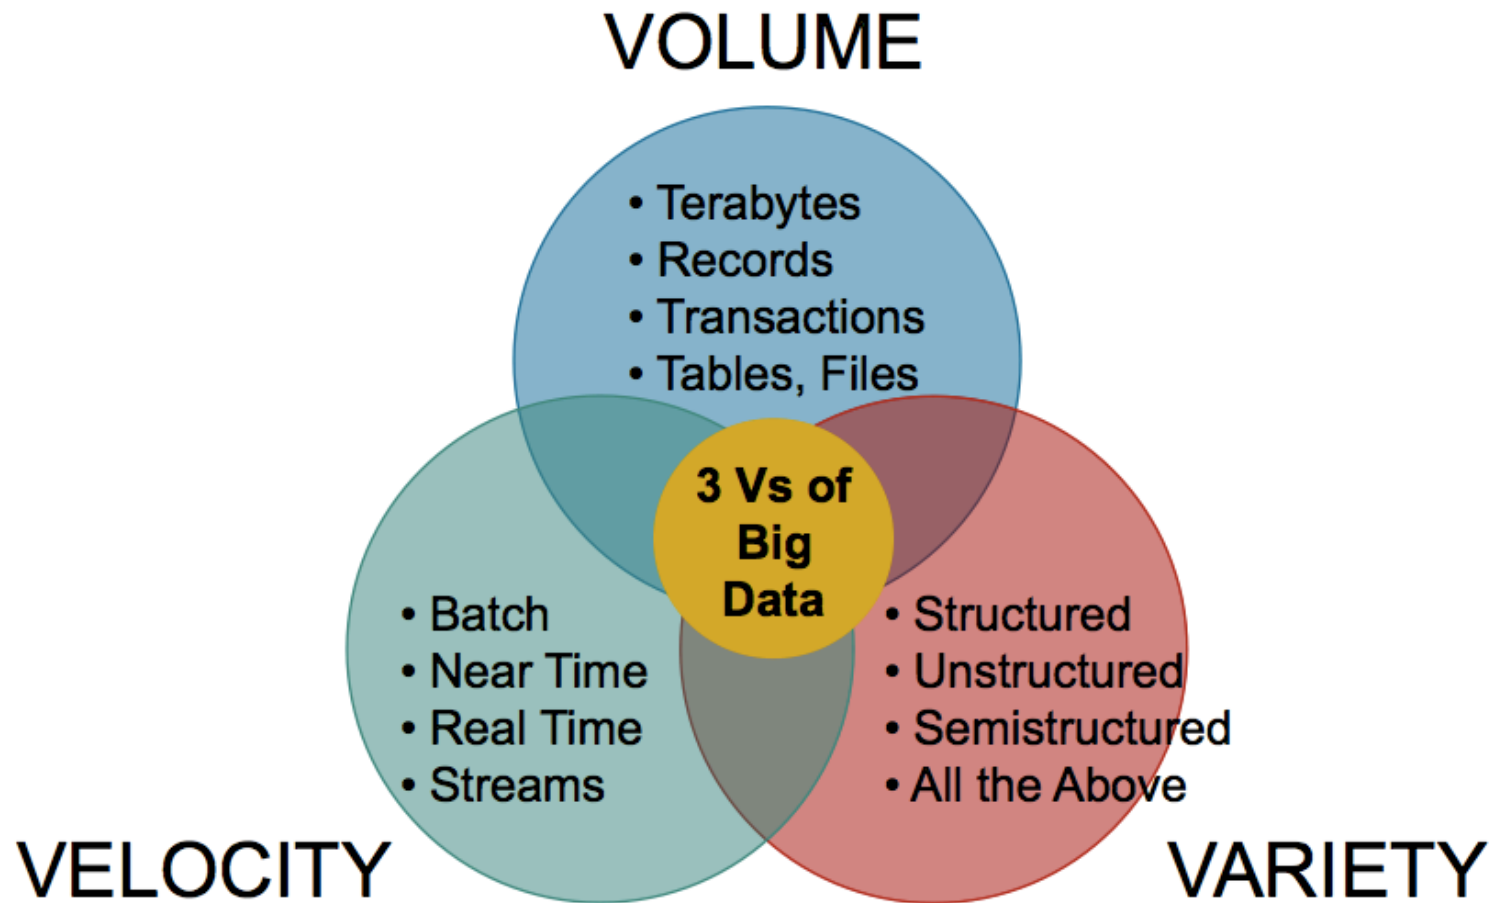 VOLUME
• Terabytes
• Records
• Transactions
• Tables, Files
3 Vs of
Big
Data
• Batch
• Near Time
• Real Time
• Streams
• Structured
• Unstructured
• Semistructured
• All the Above
VELOCITY
VARIETY